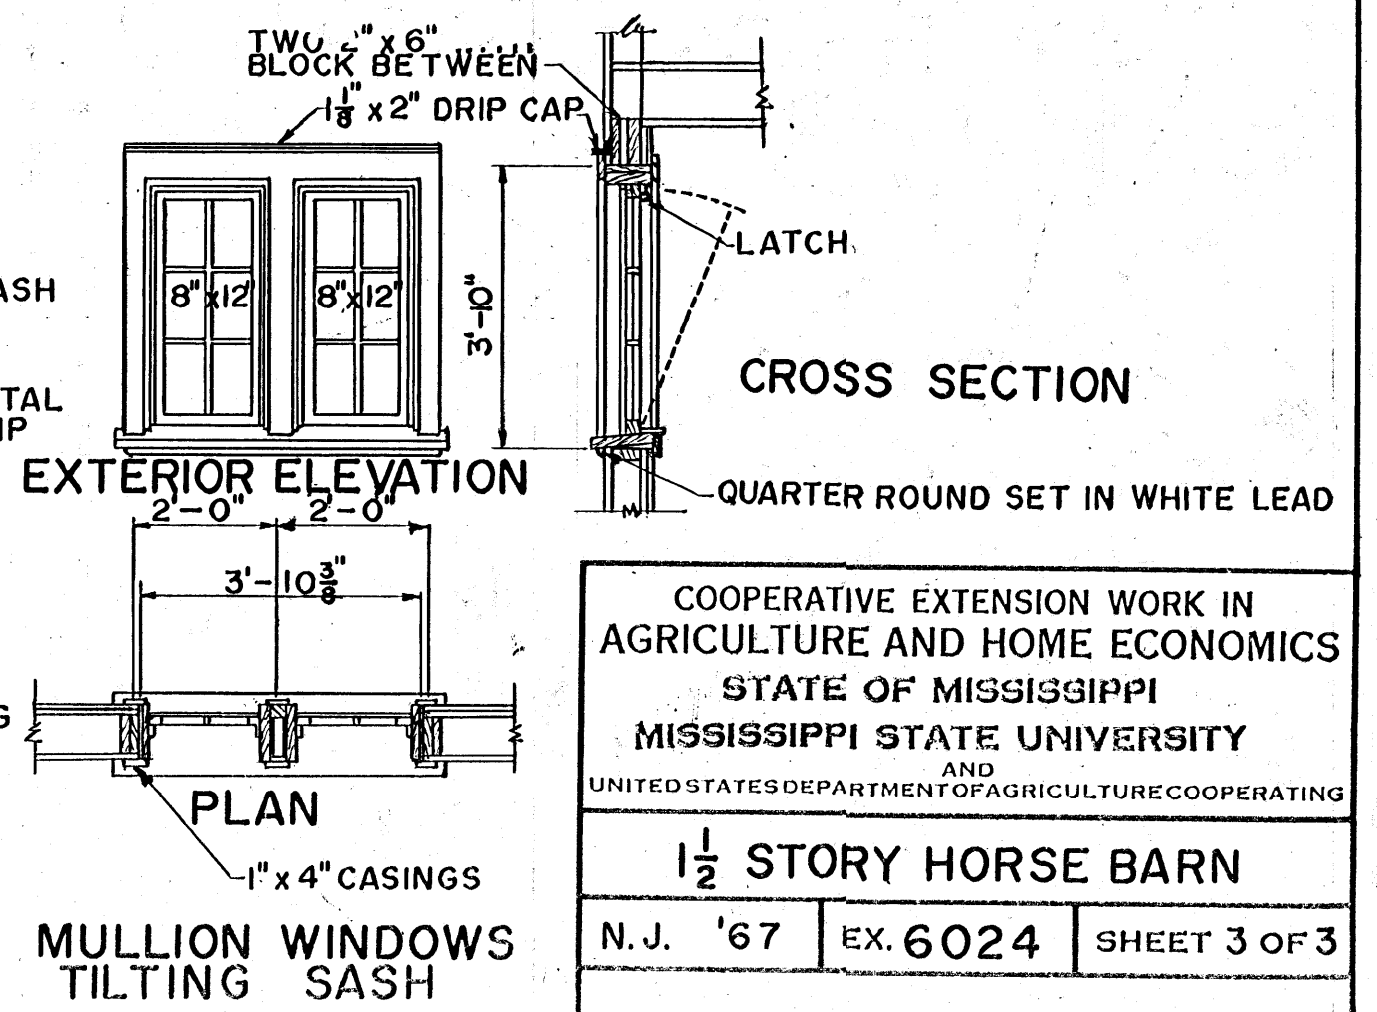 TWO 2" x 6"
BLOCK BETWEEN
1 1/8" x 2" DRIP CAP
8" x 12"
8" x 12"
3'-10"
LATCH
ASH
TAL
IP
CROSS SECTION
EXTERIOR ELEVATION
QUARTER ROUND SET IN WHITE LEAD
2'-0"
2'-0"
3'-10 3/8"
G
PLAN
1" x 4" CASINGS
MULLION WINDOWS
TILTING SASH
COOPERATIVE EXTENSION WORK IN
AGRICULTURE AND HOME ECONOMICS
STATE OF MISSISSIPPI
MISSISSIPPI STATE UNIVERSITY
AND
UNITED STATES DEPARTMENT OF AGRICULTURE COOPERATING
1 1/2 STORY HORSE BARN
N.J. '67
EX. 6024
SHEET 3 OF 3